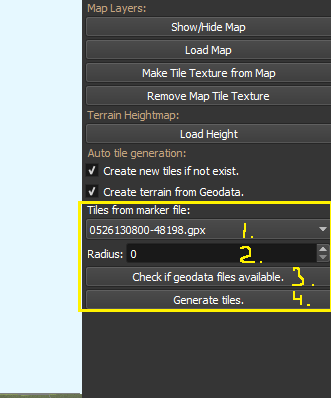 Map Layers:
Show/Hide Map
Load Map
Make Tile Texture from Map
Remove Map Tile Texture
Terrain Heightmap:
Load Height
Auto tile generation:
Create new tiles if not exist.
Create terrain from Geodata.
Tiles from marker file:
0526130800-48198.gpx 1.
Radius: 0 2.
Check if geodata files available. 3.
Generate tiles. 4.